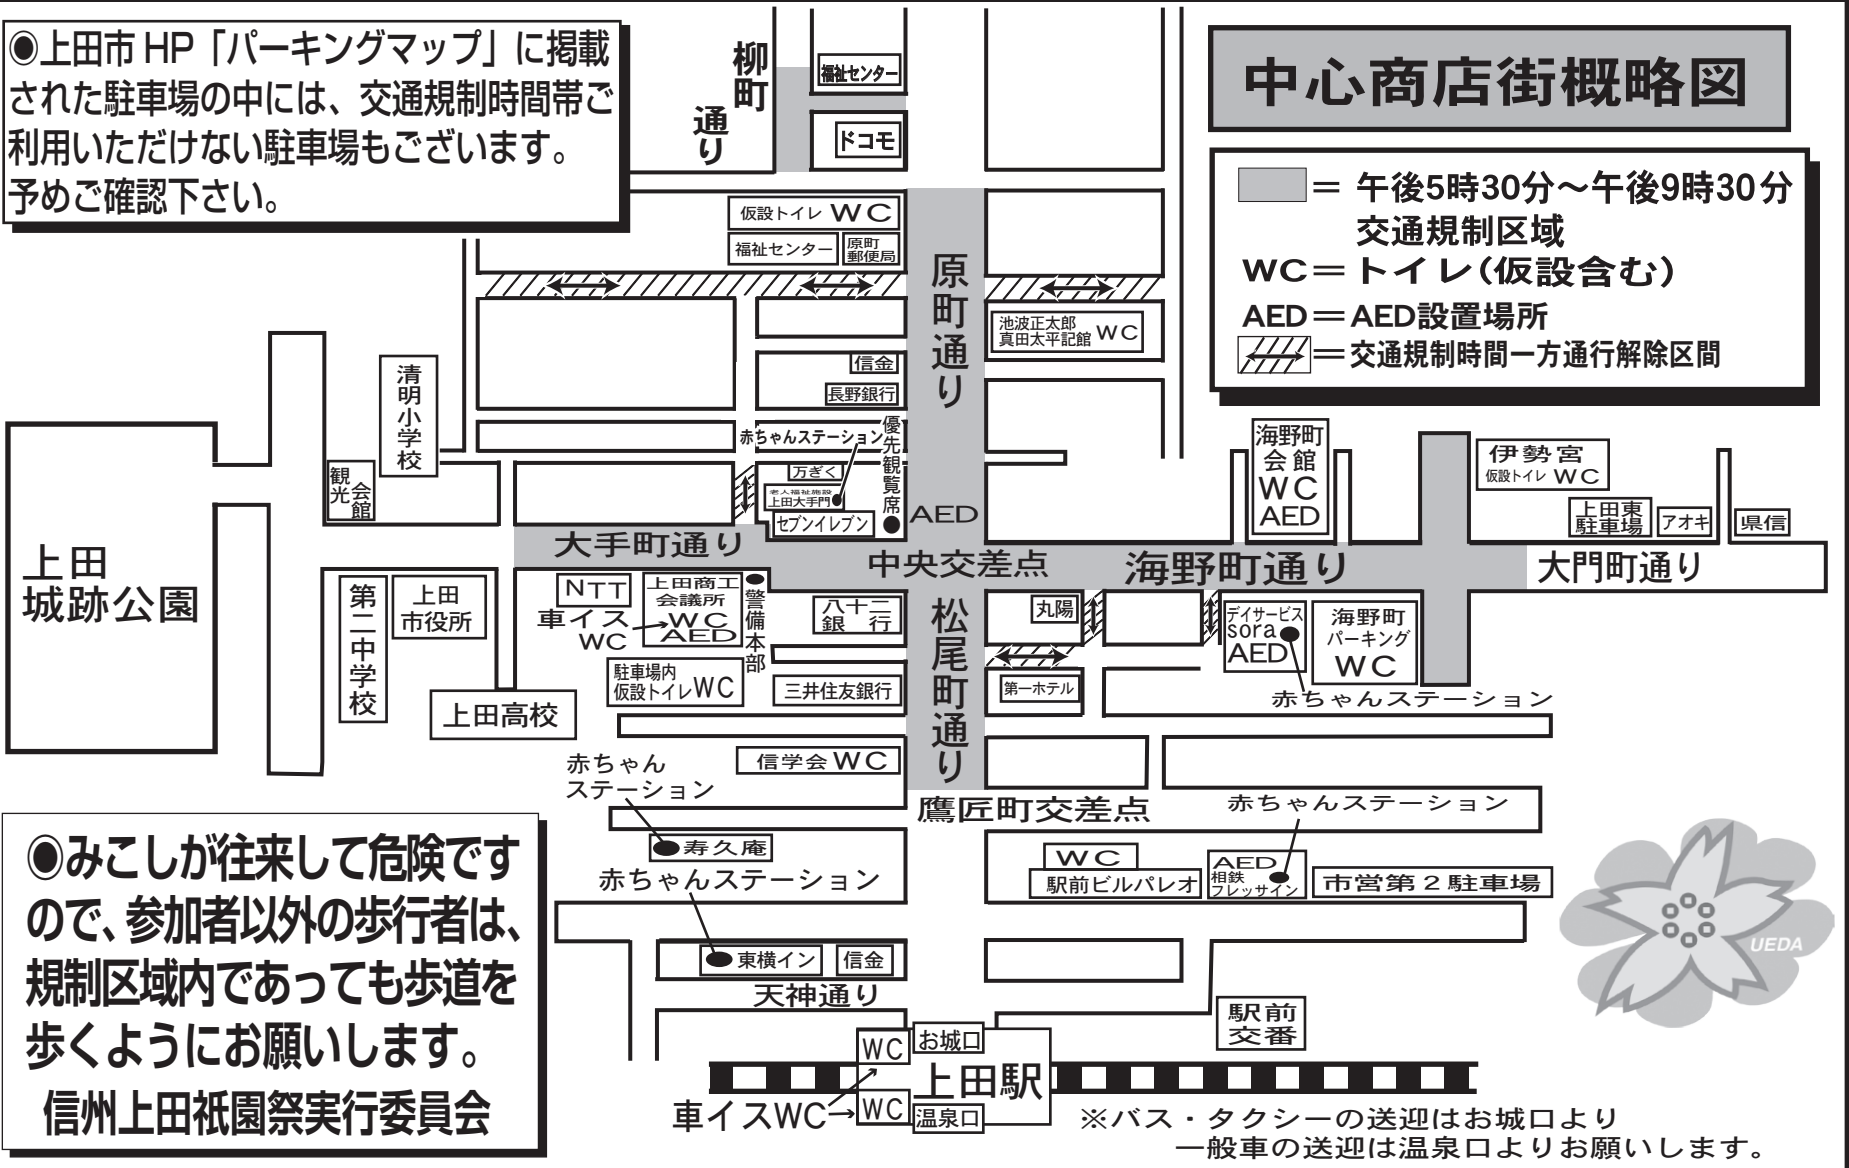 ◉上田市HP「パーキングマップ」に掲載
された駐車場の中には、交通規制時間帯ご
利用いただけない駐車場もございます。
予めご確認下さい。
柳町
通り
福祉センター
ドコモ
中心商店街概略図
＝ 午後5時30分～午後9時30分
交通規制区域
WC＝トイレ(仮設含む)
AED＝AED設置場所
＝交通規制時間一方通行解除区間
仮設トイレ WC
福祉センター
原町
郵便局
原町通り
池波正太郎
真田太平記館 WC
信金
長野銀行
清明小学校
赤ちゃんステーション
優先観覧席
万ぎく
老人福祉施設
上田大手門
セブンイレブン
AED
観光会館
海野町
会館
WC
AED
伊勢宮
仮設トイレ WC
上田東
駐車場
アオキ
県信
上田
城跡公園
大手町通り
中央交差点
海野町通り
大門町通り
第二中学校
上田
市役所
NTT
車イス
WC
上田商工
会議所
WC
AED
警備本部
八十二
銀行
松尾町通り
丸陽
デイサービス
sora
AED
海野町
パーキング
WC
駐車場内
仮設トイレWC
三井住友銀行
第一ホテル
赤ちゃんステーション
上田高校
信学会 WC
赤ちゃん
ステーション
鷹匠町交差点
赤ちゃんステーション
寿久庵
赤ちゃんステーション
WC
駅前ビルパレオ
AED
相鉄
フレッサイン
市営第2駐車場
東横イン
信金
天神通り
駅前
交番
UEDA
WC
お城口
上田駅
車イスWC
WC
温泉口
◉みこしが往来して危険です
ので、参加者以外の歩行者は、
規制区域内であっても歩道を
歩くようにお願いします。
信州上田祇園祭実行委員会
※バス・タクシーの送迎はお城口より
一般車の送迎は温泉口よりお願いします。